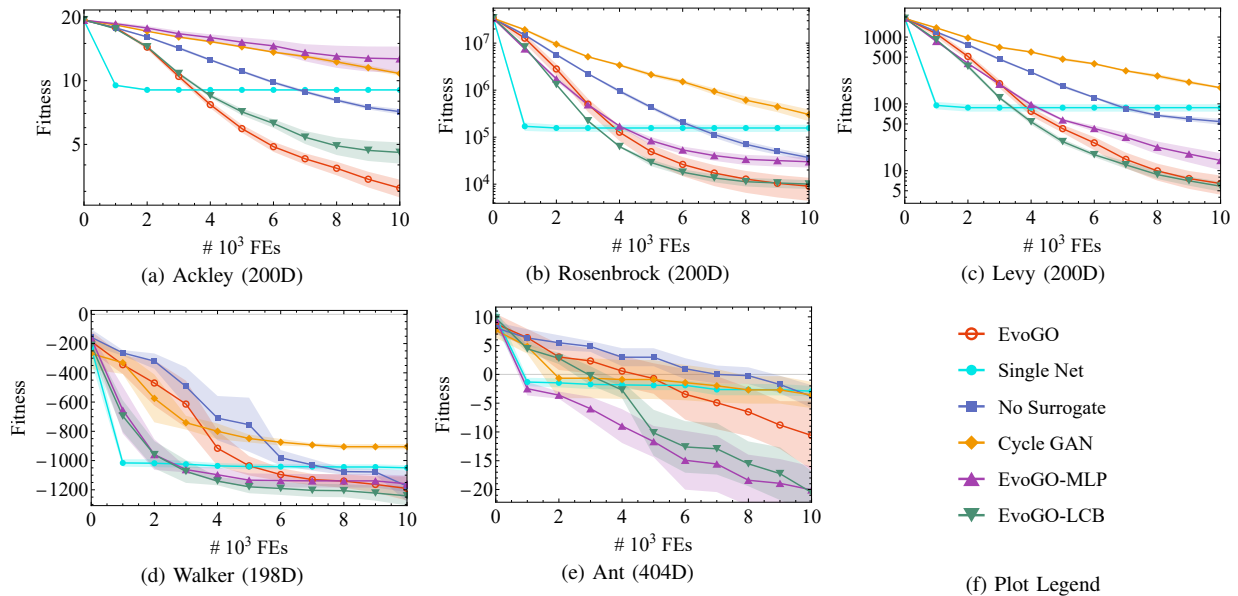 20
10
5
Fitness
0
2
4
6
8
10
# 10³ FEs
(a) Ackley (200D)
10⁷
10⁶
10⁵
10⁴
Fitness
0
2
4
6
8
10
# 10³ FEs
(b) Rosenbrock (200D)
1000
500
100
50
10
5
Fitness
0
2
4
6
8
10
# 10³ FEs
(c) Levy (200D)
0
−200
−400
−600
−800
−1000
−1200
Fitness
0
2
4
6
8
10
# 10³ FEs
(d) Walker (198D)
10
5
0
−5
−10
−15
−20
Fitness
0
2
4
6
8
10
# 10³ FEs
(e) Ant (404D)
EvoGO
Single Net
No Surrogate
Cycle GAN
EvoGO-MLP
EvoGO-LCB
(f) Plot Legend